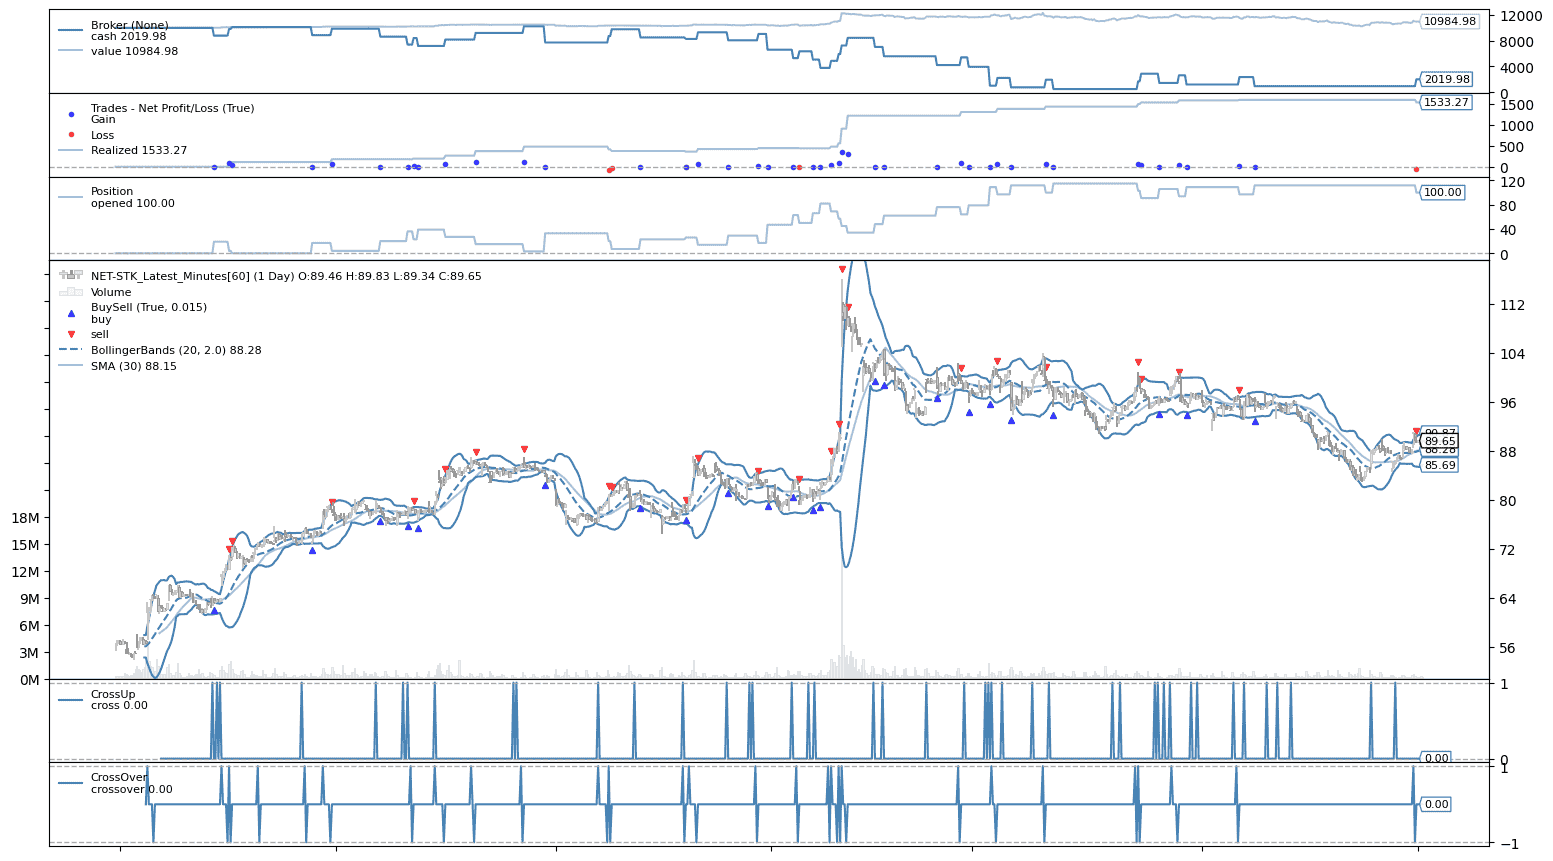 Broker (None)
cash 2019.98
value 10984.98
12000
10984.98
8000
4000
2019.98
0
Trades - Net Profit/Loss (True)
Gain
Loss
Realized 1533.27
1533.27
1500
1000
500
0
Position
opened 100.00
120
100.00
80
40
0
NET-STK_Latest_Minutes[60] (1 Day) O:89.46 H:89.83 L:89.34 C:89.65
Volume
BuySell (True, 0.015)
buy
sell
BollingerBands (20, 2.0) 88.28
SMA (30) 88.15
112
104
96
89.65
88.28
88
85.69
80
72
64
56
18M
15M
12M
9M
6M
3M
0M
CrossUp
cross 0.00
1
0.00
0
CrossOver
crossover 0.00
1
0.00
−1